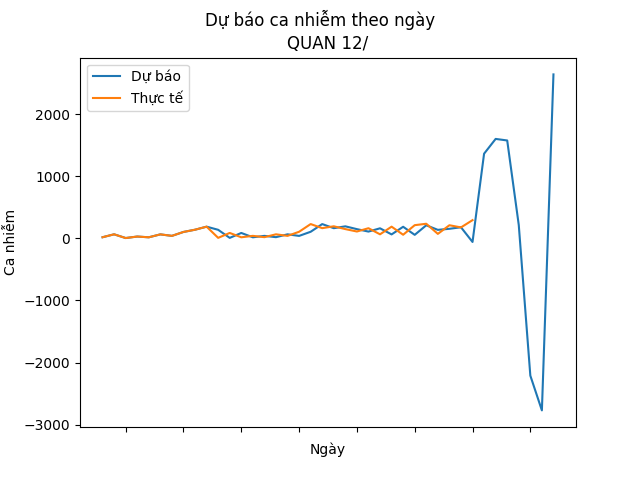 Dự báo ca nhiễm theo ngày
QUAN 12/
Dự báo
Thực tế
2000
1000
0
−1000
−2000
−3000
Ca nhiễm
Ngày